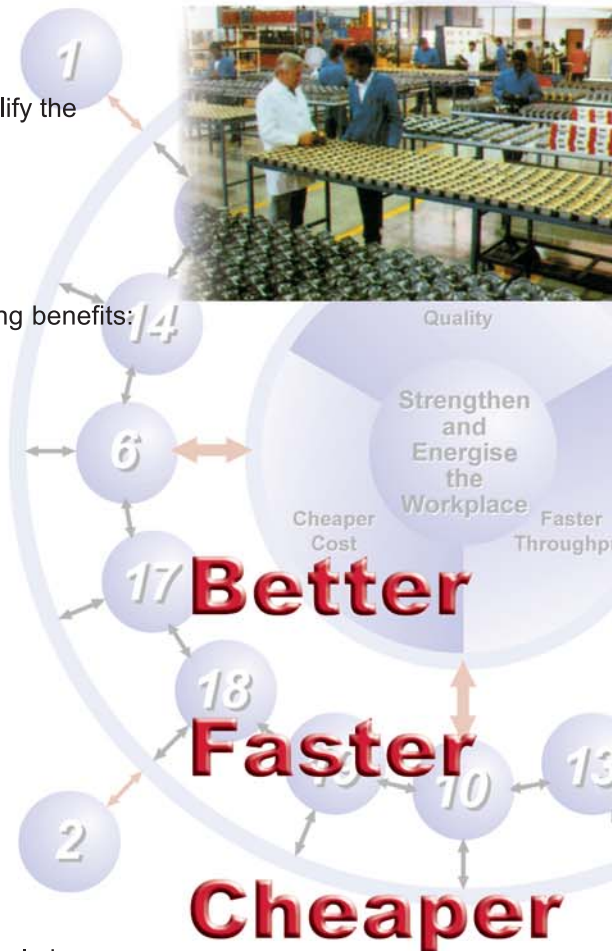 1
lify the
ng benefits:
14
Quality
6
Strengthen
and
Energise
the
Workplace
Cheaper
Cost
Faster
17
Better
18
Faster
10
13
2
Cheaper